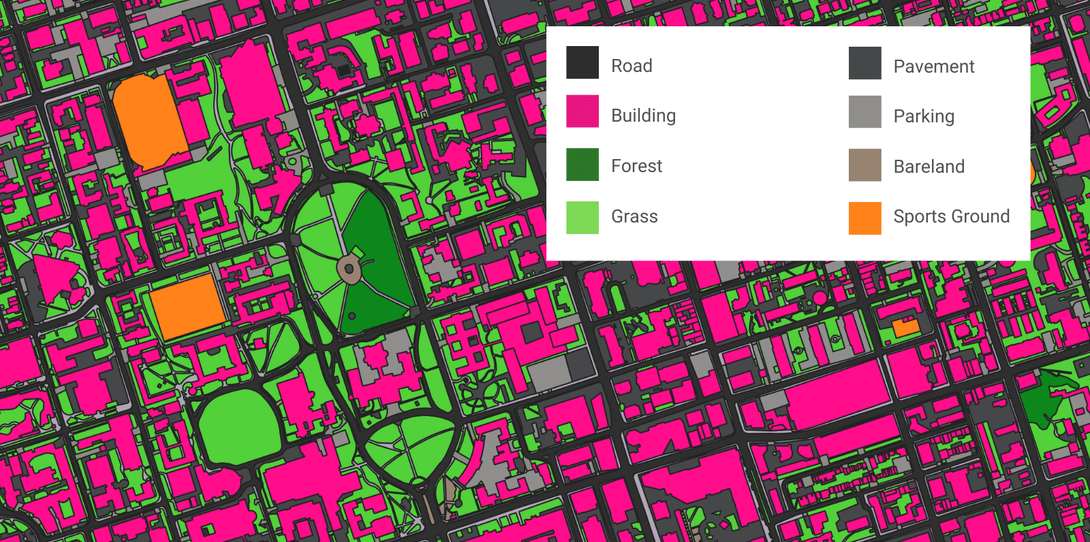 Road
Building
Forest
Grass
Pavement
Parking
Bareland
Sports Ground